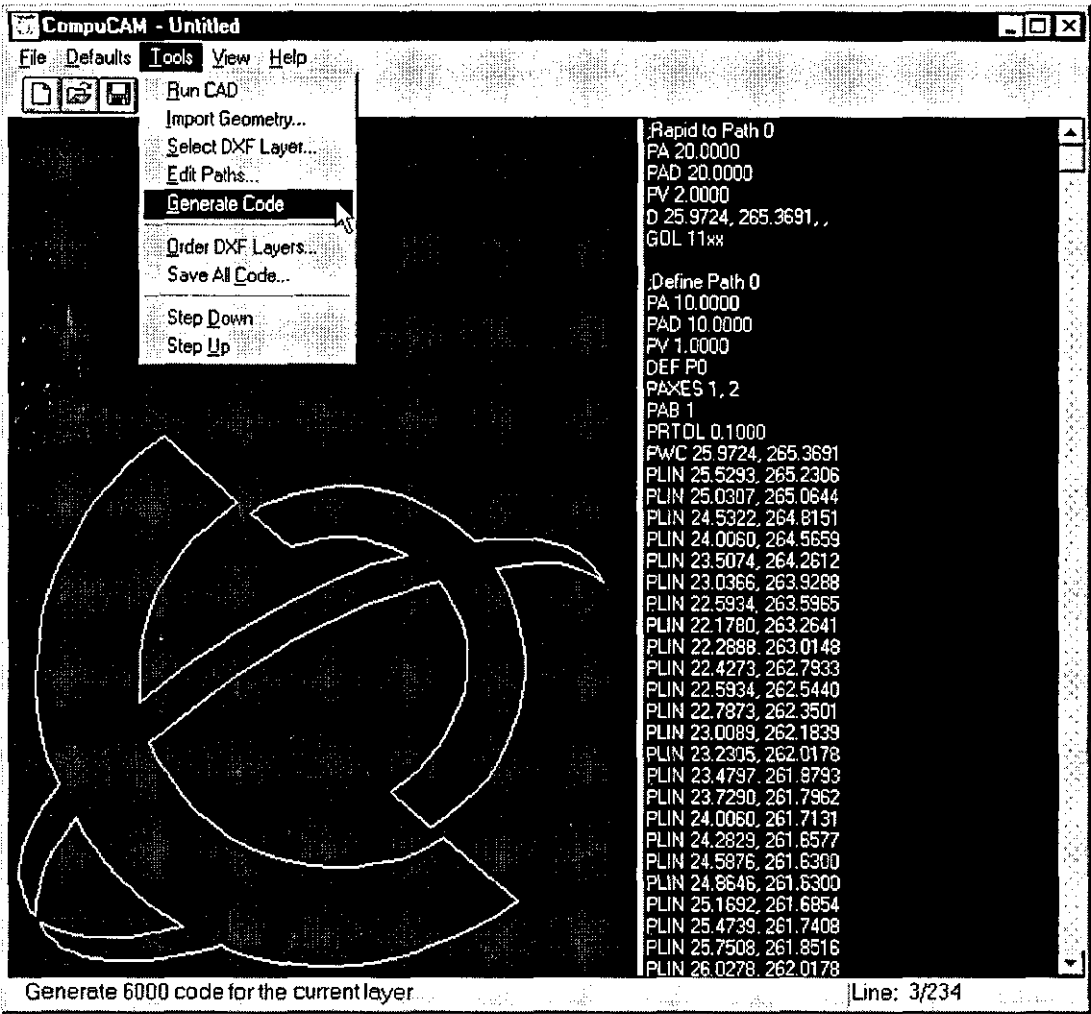 CompuCAM - Untitled
File Defaults Tools View Help
Run CAD
Import Geometry...
Select DXF Layer...
Edit Paths...
Generate Code
Order DXF Layers...
Save All Code...
Step Down
Step Up
;Rapid to Path 0
PA 20.0000
PAD 20.0000
PV 2.0000
D 25.9724, 265.3691, ,
GOL 11xx
;Define Path 0
PA 10.0000
PAD 10.0000
PV 1.0000
DEF P0
PAXES 1, 2
PAB 1
PRTOL 0.1000
PWC 25.9724, 265.3691
PLIN 25.5293, 265.2306
PLIN 25.0307, 265.0644
PLIN 24.5322, 264.8151
PLIN 24.0060, 264.5659
PLIN 23.5074, 264.2612
PLIN 23.0366, 263.9288
PLIN 22.5934, 263.5965
PLIN 22.1780, 263.2641
PLIN 22.2888, 263.0148
PLIN 22.4273, 262.7933
PLIN 22.5934, 262.5440
PLIN 22.7873, 262.3501
PLIN 23.0089, 262.1839
PLIN 23.2305, 262.0178
PLIN 23.4797, 261.8793
PLIN 23.7290, 261.7962
PLIN 24.0060, 261.7131
PLIN 24.2829, 261.6577
PLIN 24.5876, 261.6300
PLIN 24.8646, 261.6300
PLIN 25.1692, 261.6854
PLIN 25.4739, 261.7408
PLIN 25.7508, 261.8516
PLIN 26.0278, 262.0178
Generate 6000 code for the current layer
Line: 3/234